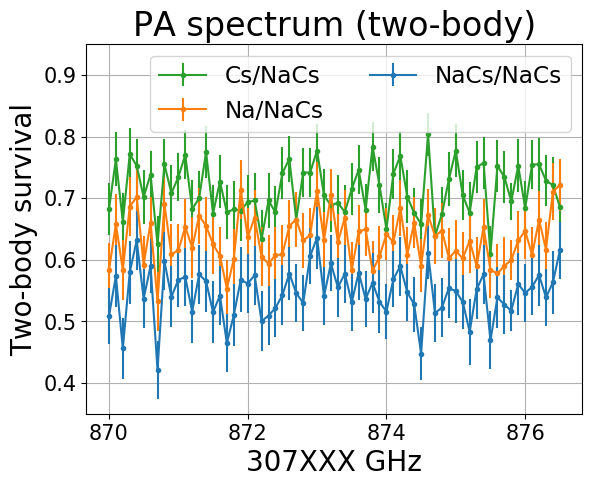 PA spectrum (two-body)
Cs/NaCs
NaCs/NaCs
Na/NaCs
Two-body survival
0.9
0.8
0.7
0.6
0.5
0.4
870
872
874
876
307XXX GHz